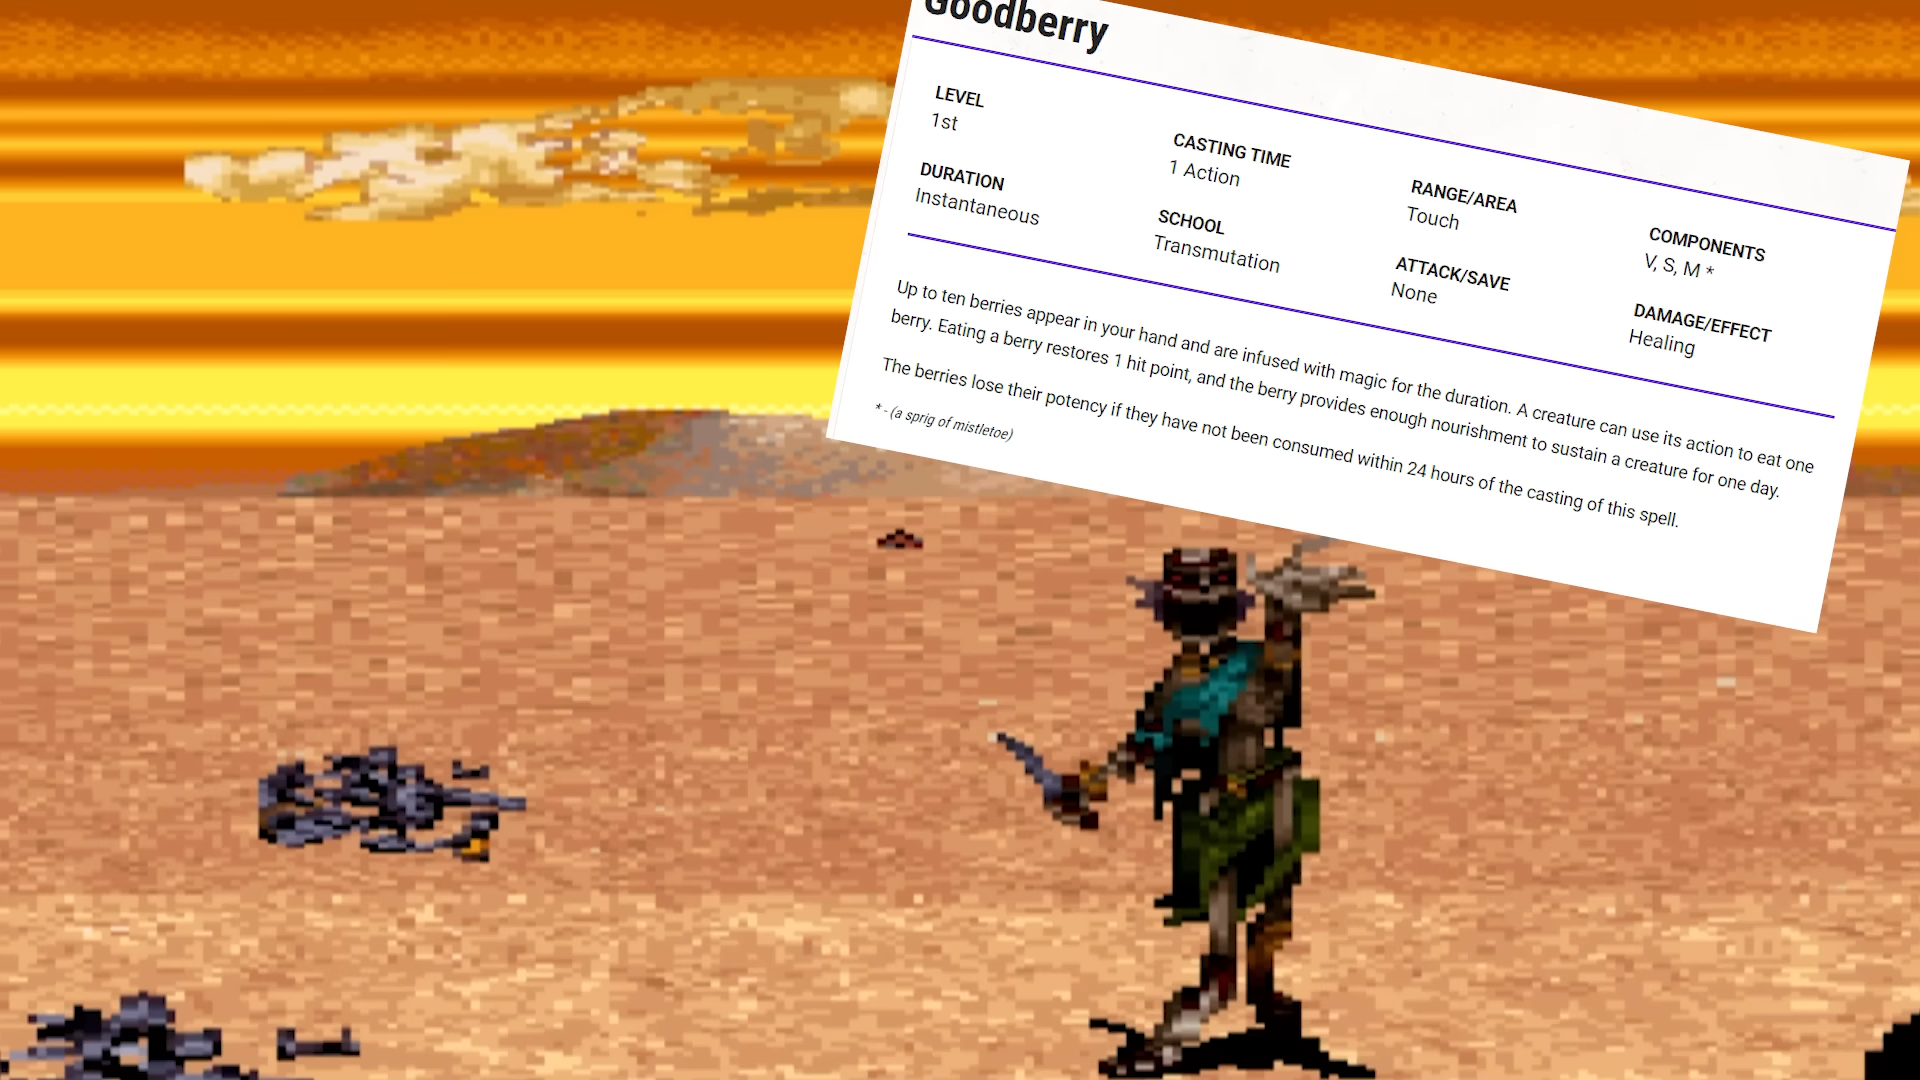 Goodberry
LEVEL
1st
CASTING TIME
1 Action
RANGE/AREA
Touch
COMPONENTS
V, S, M *
DURATION
Instantaneous
SCHOOL
Transmutation
ATTACK/SAVE
None
DAMAGE/EFFECT
Healing
Up to ten berries appear in your hand and are infused with magic for the duration. A creature can use its action to eat one
berry. Eating a berry restores 1 hit point, and the berry provides enough nourishment to sustain a creature for one day.
The berries lose their potency if they have not been consumed within 24 hours of the casting of this spell.
* - (a sprig of mistletoe)